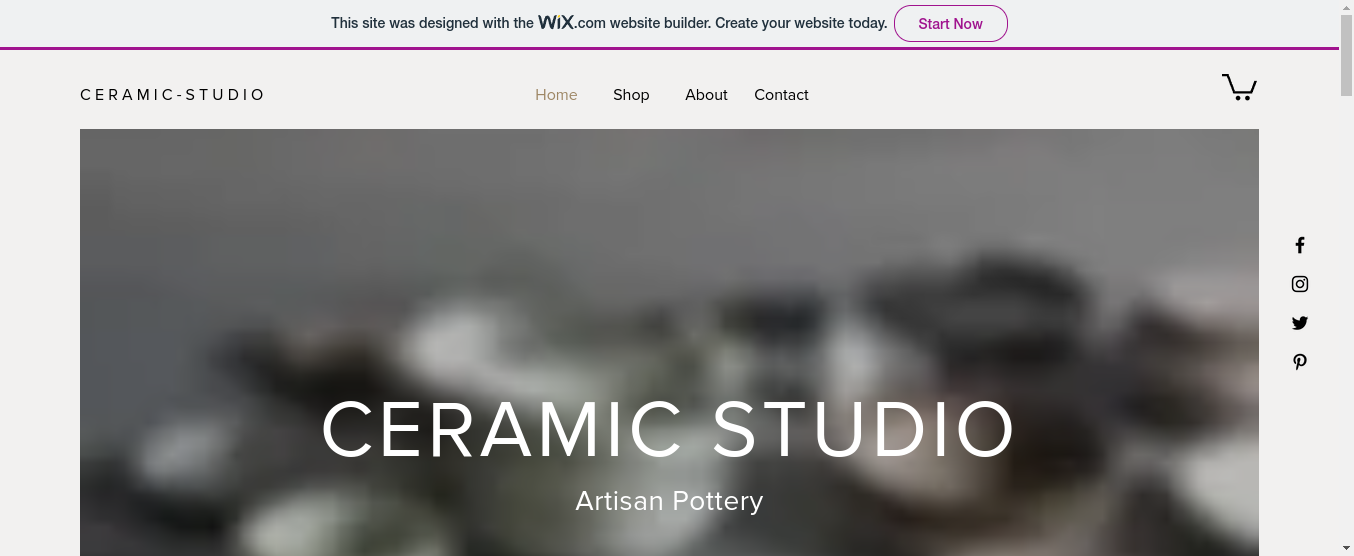 This site was designed with the WiX.com website builder. Create your website today. Start Now
CERAMIC-STUDIO Home Shop About Contact
CERAMIC STUDIO
Artisan Pottery